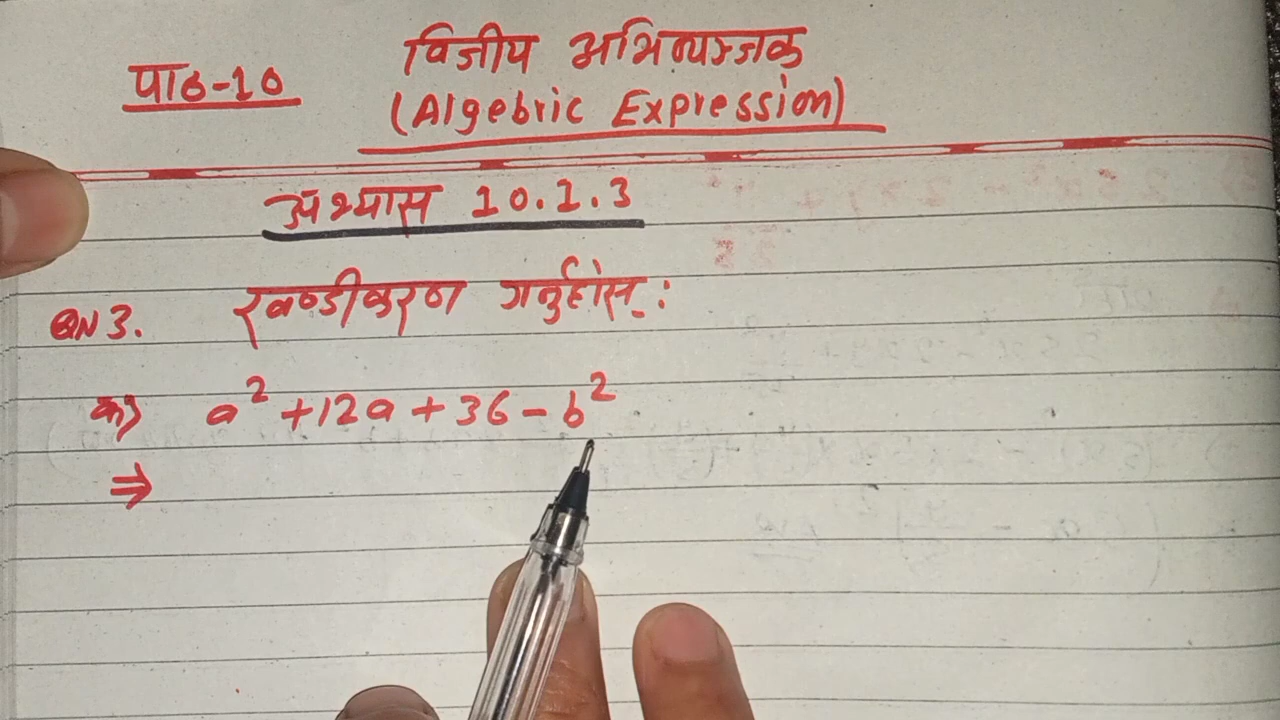 पाठ-10
विजीय अभिव्यञ्जक
(Algebric Expression)
अभ्यास 10.1.3
QN 3. खण्डीकरण गर्नुहोस् :
क) a² + 12a + 36 - b²
⇒